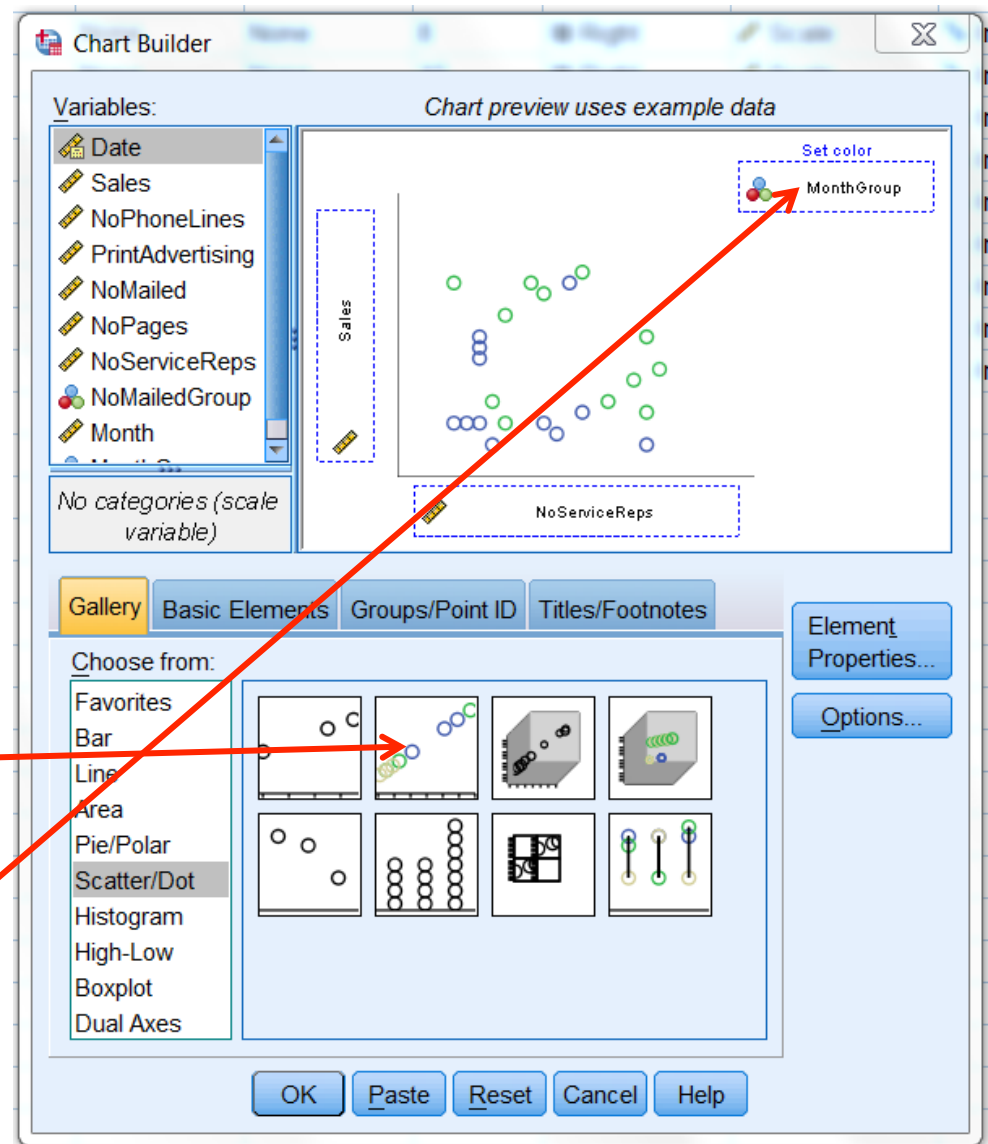 Chart Builder
Variables:
Chart preview uses example data
Date
Sales
NoPhoneLines
PrintAdvertising
NoMailed
NoPages
NoServiceReps
NoMailedGroup
Month
No categories (scale
variable)
Set color
MonthGroup
Sales
NoServiceReps
Gallery
Basic Elements
Groups/Point ID
Titles/Footnotes
Choose from:
Favorites
Bar
Line
Area
Pie/Polar
Scatter/Dot
Histogram
High-Low
Boxplot
Dual Axes
Element
Properties...
Options...
OK
Paste
Reset
Cancel
Help